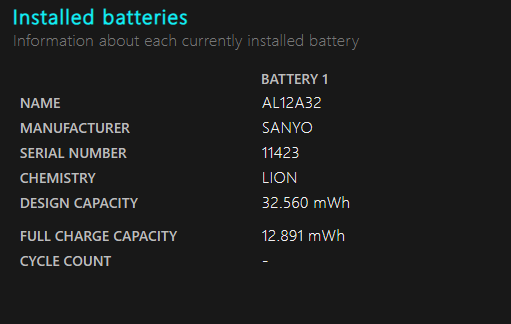 Installed batteries
Information about each currently installed battery
BATTERY 1
NAME AL12A32
MANUFACTURER SANYO
SERIAL NUMBER 11423
CHEMISTRY LION
DESIGN CAPACITY 32.560 mWh
FULL CHARGE CAPACITY 12.891 mWh
CYCLE COUNT -